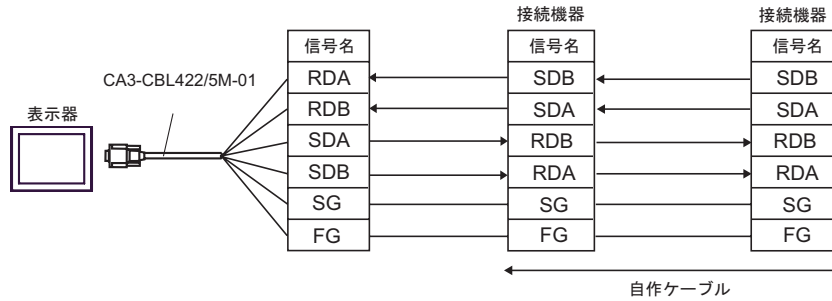 接続機器 接続機器
信号名 信号名 信号名
CA3-CBL422/5M-01
表示器
RDA SDB SDB
RDB SDA SDA
SDA RDB RDB
SDB RDA RDA
SG SG SG
FG FG FG
自作ケーブル